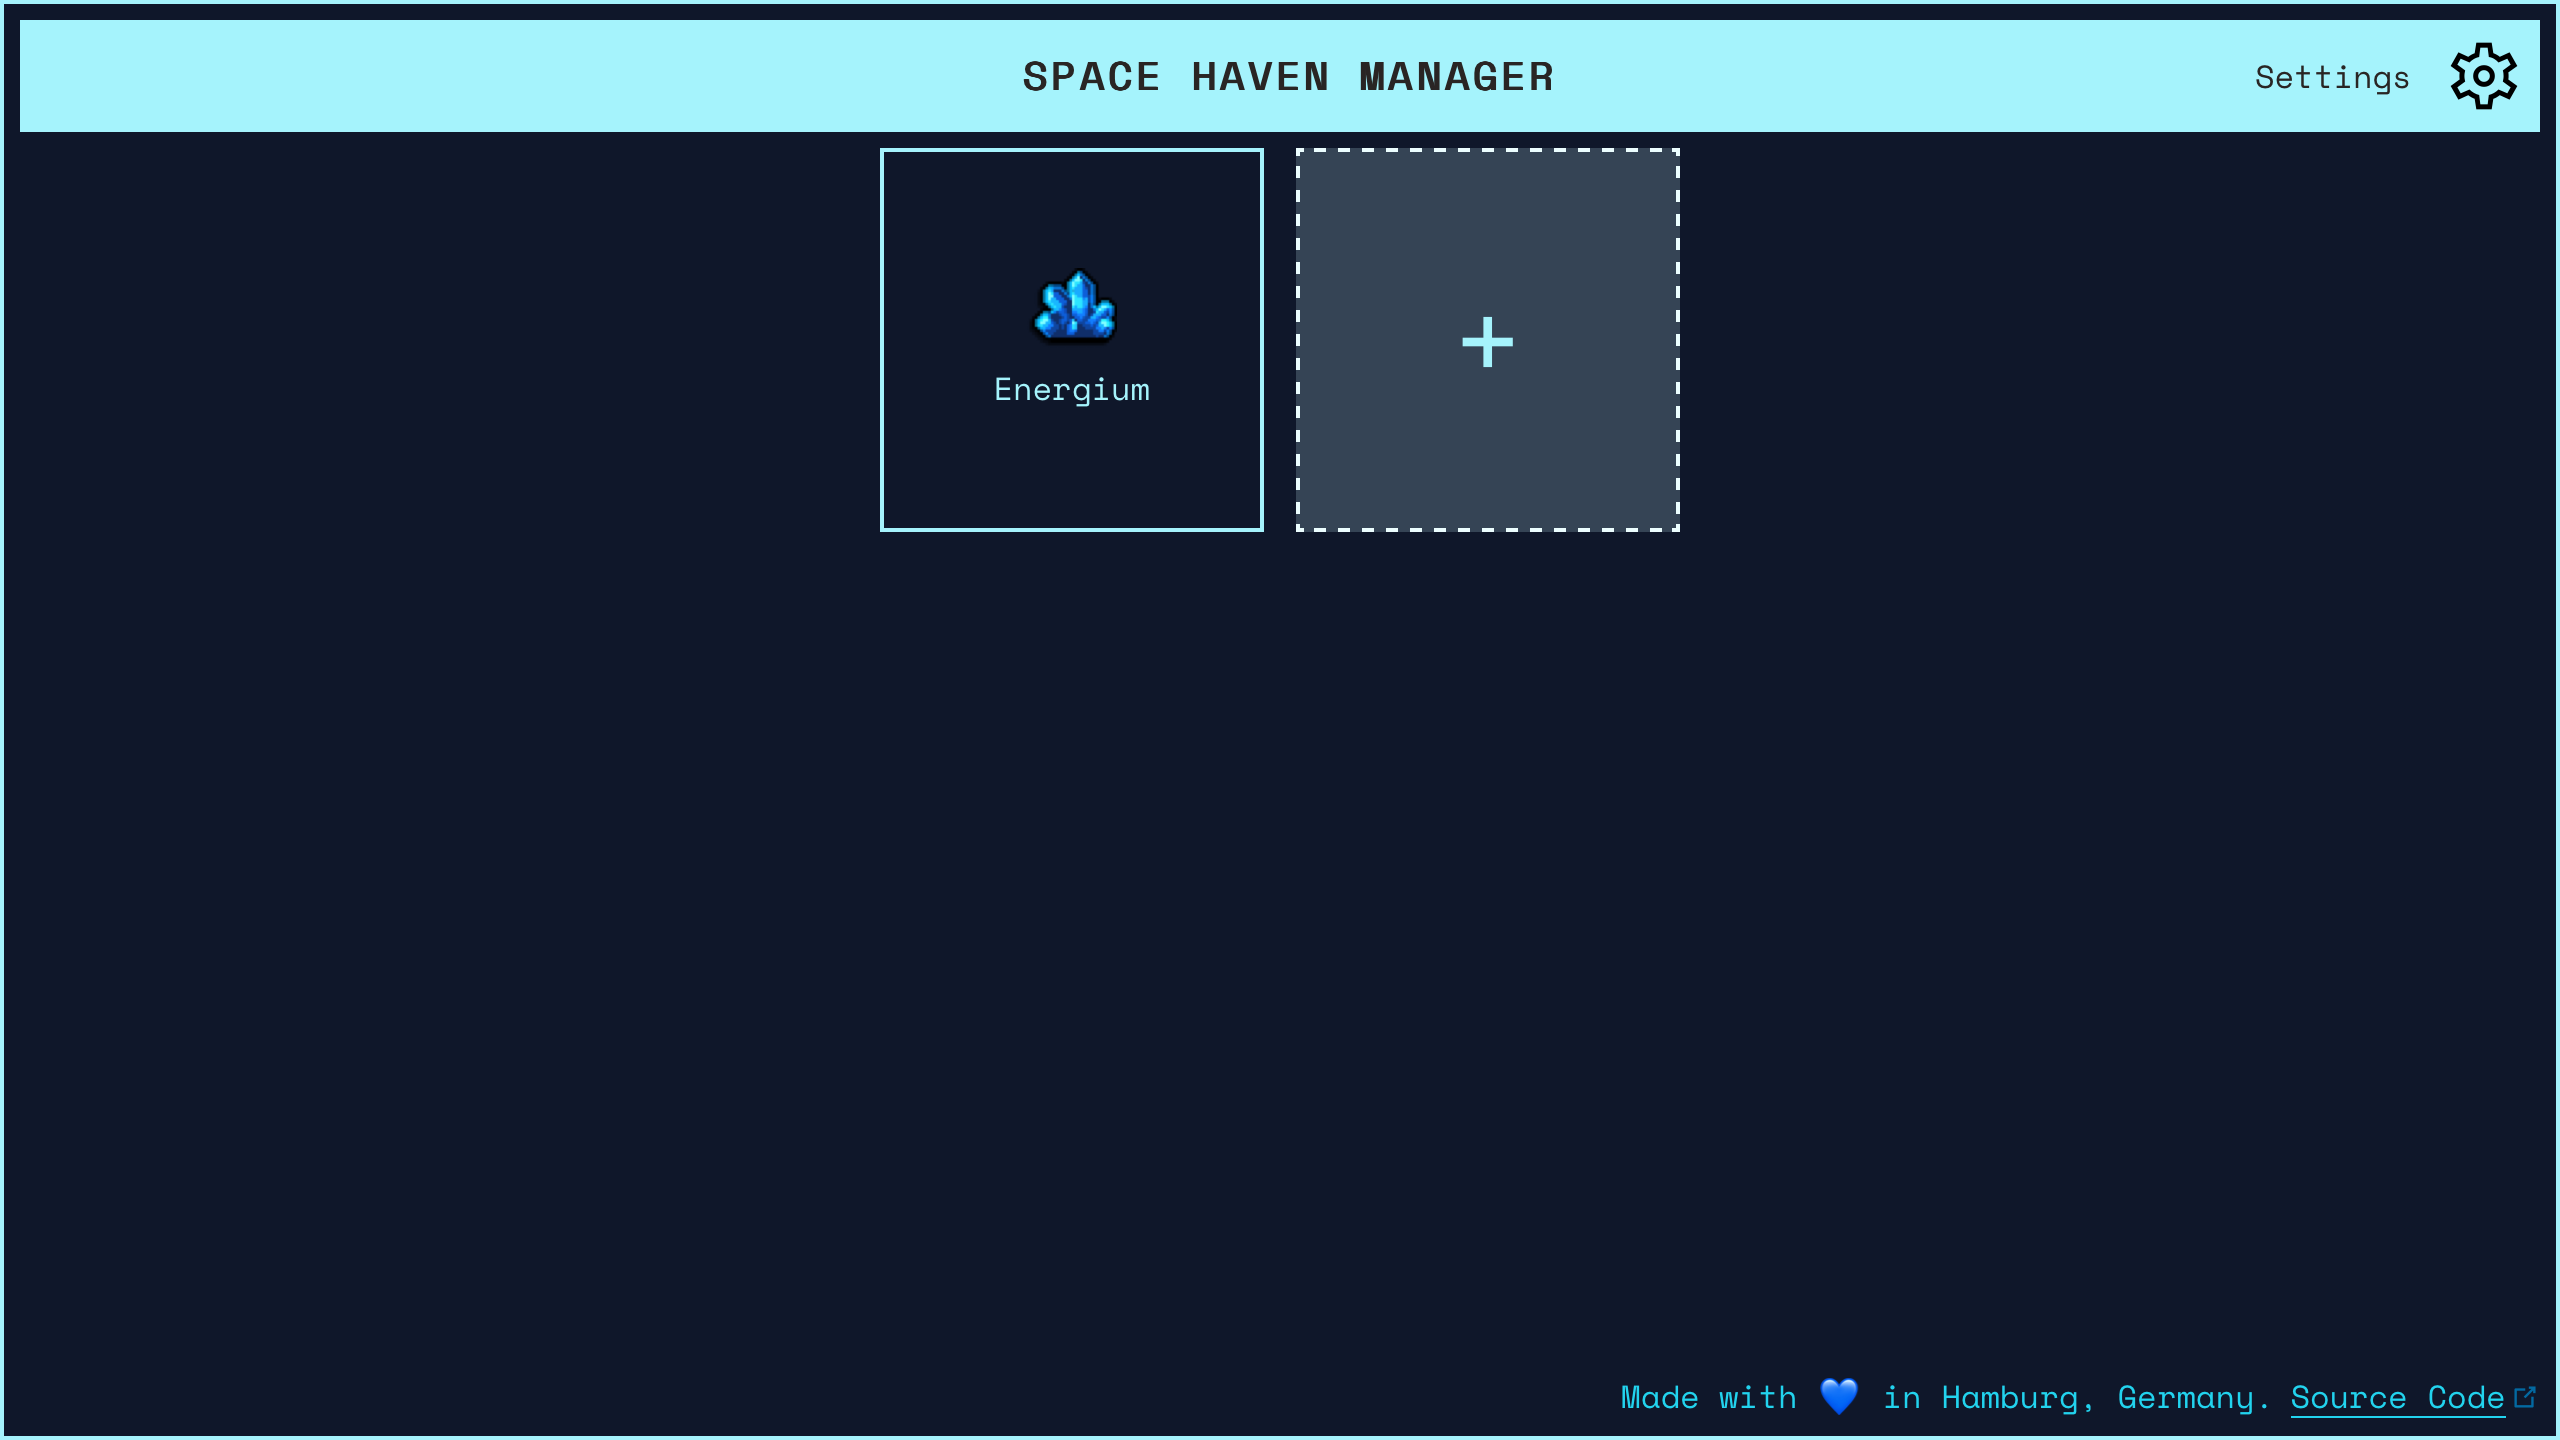 SPACE HAVEN MANAGER
Settings
Energium
Made with 💙 in Hamburg, Germany. Source Code